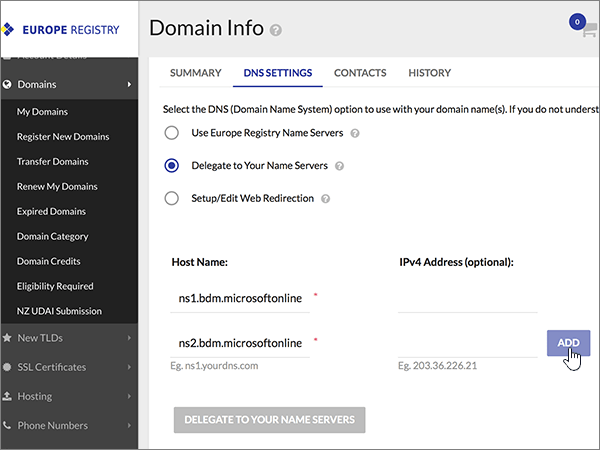 EUROPE REGISTRY
Domain Info
0
Account Details
Domains
My Domains
Register New Domains
Transfer Domains
Renew My Domains
Expired Domains
Domain Category
Domain Credits
Eligibility Required
NZ UDAI Submission
New TLDs
SSL Certificates
Hosting
Phone Numbers
SUMMARY DNS SETTINGS CONTACTS HISTORY
Select the DNS (Domain Name System) option to use with your domain name(s). If you do not underst
Use Europe Registry Name Servers ?
Delegate to Your Name Servers ?
Setup/Edit Web Redirection ?
Host Name: IPv4 Address (optional):
ns1.bdm.microsoftonline *
ns2.bdm.microsoftonline * ADD
Eg. ns1.yourdns.com Eg. 203.36.226.21
DELEGATE TO YOUR NAME SERVERS